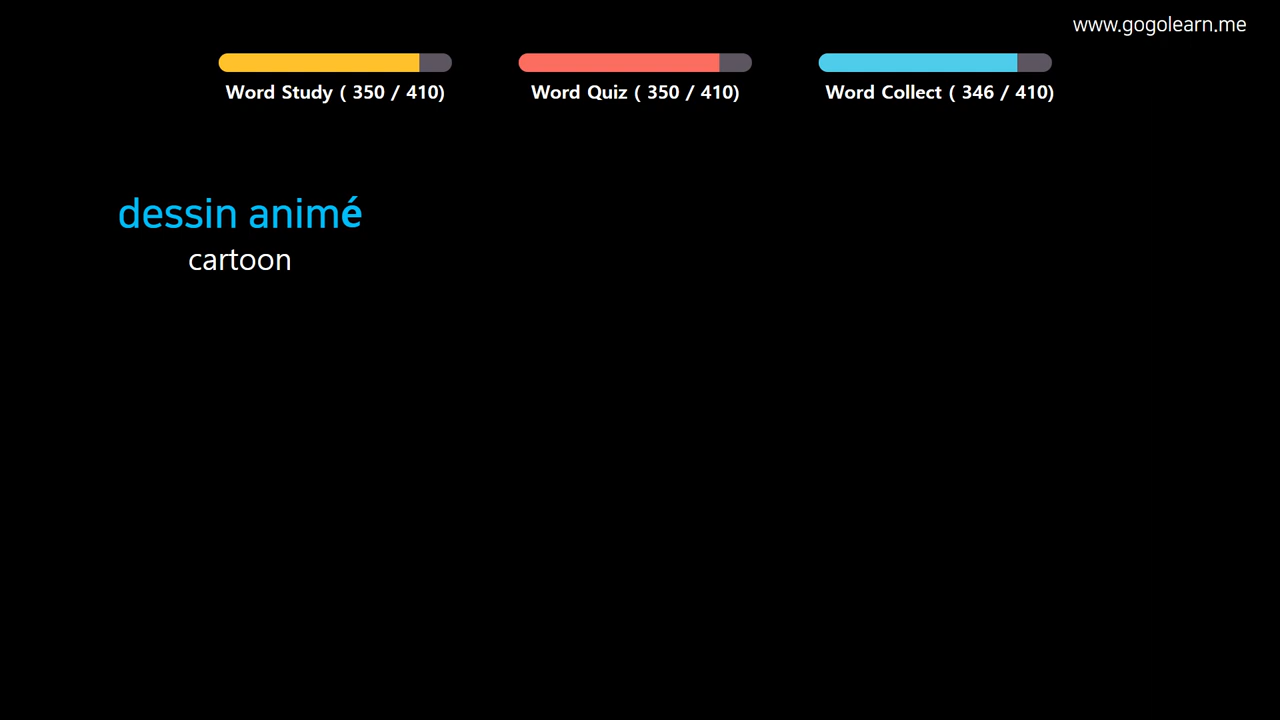 www.gogolearn.me
Word Study ( 350 / 410)
Word Quiz ( 350 / 410)
Word Collect ( 346 / 410)
dessin animé
cartoon